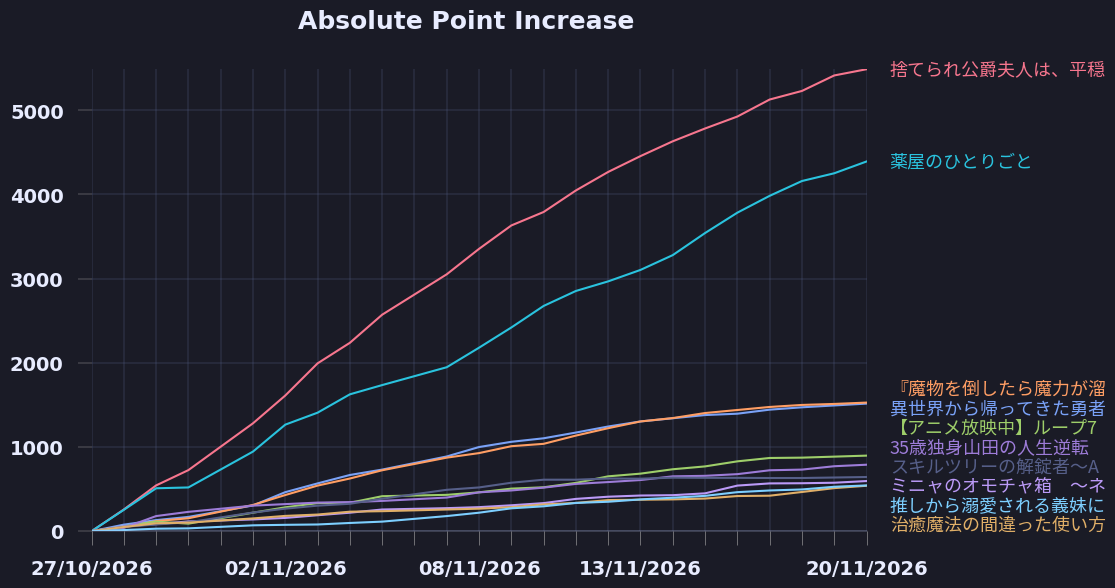 Absolute Point Increase
5000
4000
3000
2000
1000
0
27/10/2026
02/11/2026
08/11/2026
13/11/2026
20/11/2026
捨てられ公爵夫人は、平穏
薬屋のひとりごと
『魔物を倒したら魔力が溜
異世界から帰ってきた勇者
【アニメ放映中】ループ7
35歳独身山田の人生逆転
スキルツリーの解錠者～A
ミニャのオモチャ箱　～ネ
推しから溺愛される義妹に
治癒魔法の間違った使い方